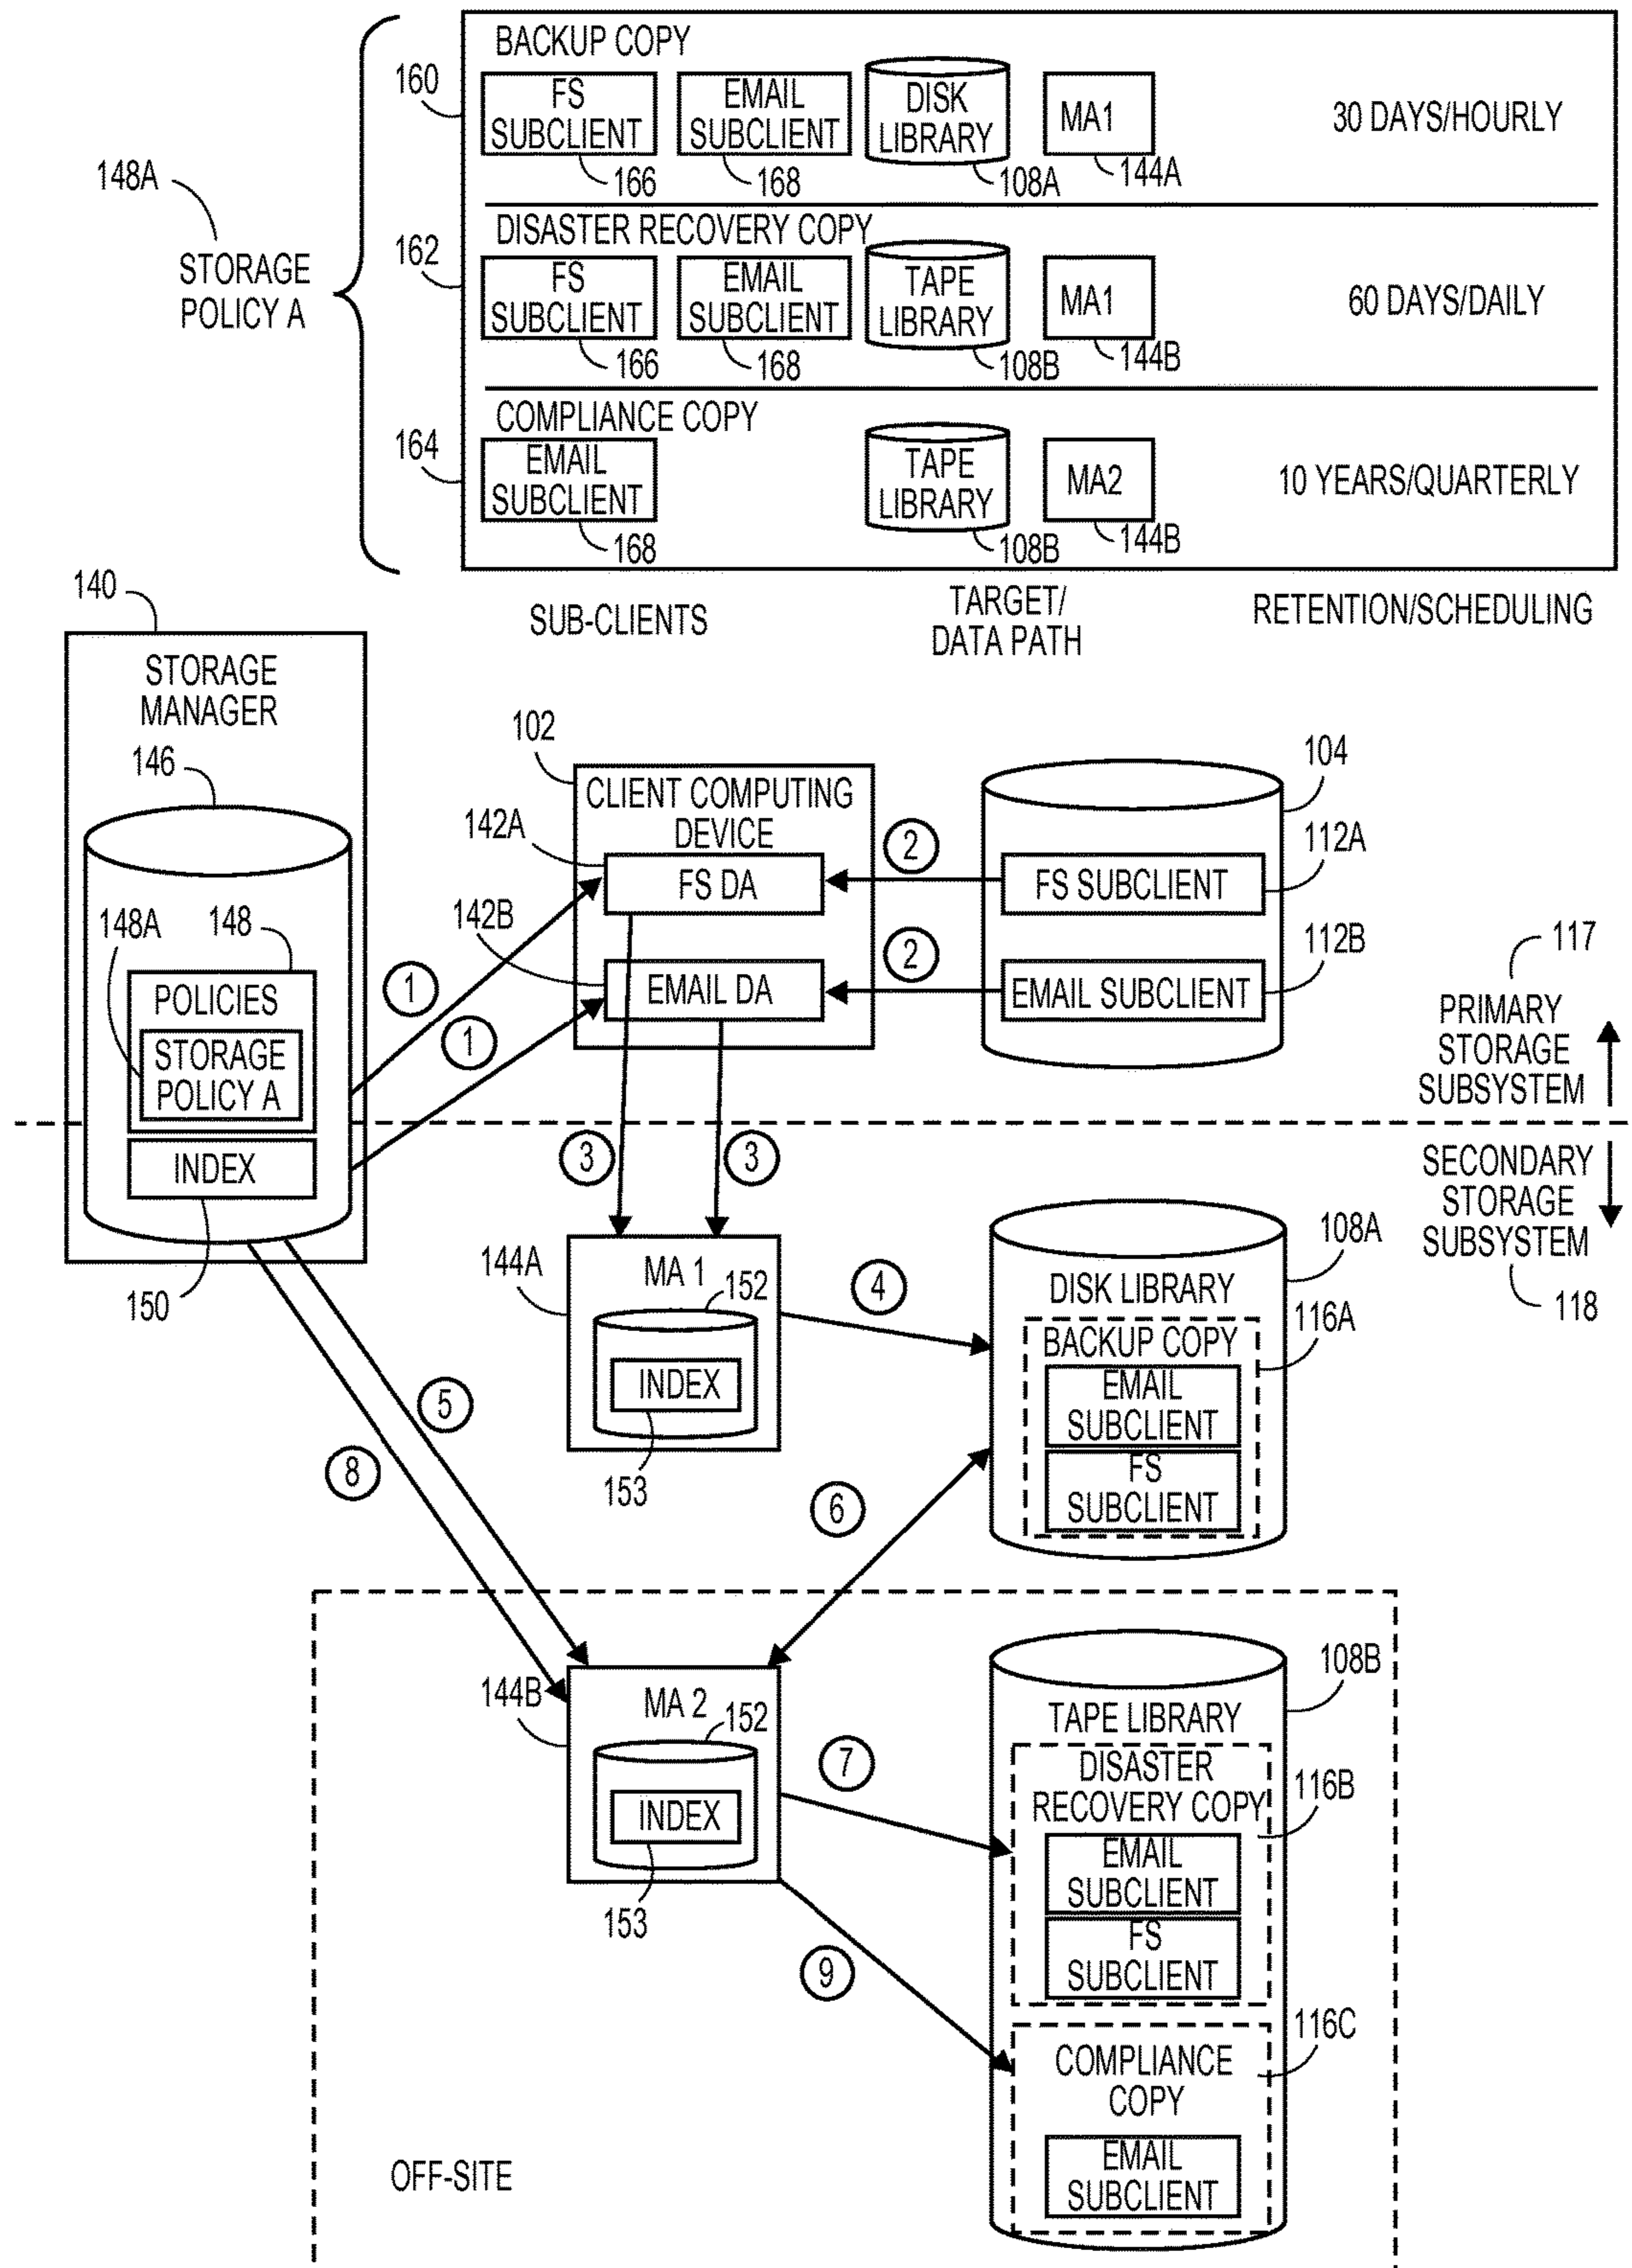 BACKUP COPY
160
FS
SUBCLIENT
166
EMAIL
SUBCLIENT
168
DISK
LIBRARY
108A
MA1
144A
30 DAYS/HOURLY
148A
STORAGE
POLICY A
DISASTER RECOVERY COPY
162
FS
SUBCLIENT
166
EMAIL
SUBCLIENT
168
TAPE
LIBRARY
108B
MA1
144B
60 DAYS/DAILY
COMPLIANCE COPY
164
EMAIL
SUBCLIENT
168
TAPE
LIBRARY
108B
MA2
144B
10 YEARS/QUARTERLY
SUB-CLIENTS
TARGET/
DATA PATH
RETENTION/SCHEDULING
140
STORAGE
MANAGER
146
148A
148
POLICIES
STORAGE
POLICY A
INDEX
150
1
1
102
CLIENT COMPUTING
DEVICE
142A
FS DA
142B
EMAIL DA
2
2
104
FS SUBCLIENT
112A
EMAIL SUBCLIENT
112B
117
PRIMARY
STORAGE
SUBSYSTEM
SECONDARY
STORAGE
SUBSYSTEM
118
3
3
144A
MA 1
152
INDEX
153
4
108A
DISK LIBRARY
116A
BACKUP COPY
EMAIL
SUBCLIENT
FS
SUBCLIENT
5
8
6
144B
MA 2
152
INDEX
153
7
9
108B
TAPE LIBRARY
DISASTER
RECOVERY COPY
116B
EMAIL
SUBCLIENT
FS
SUBCLIENT
116C
COMPLIANCE
COPY
EMAIL
SUBCLIENT
OFF-SITE